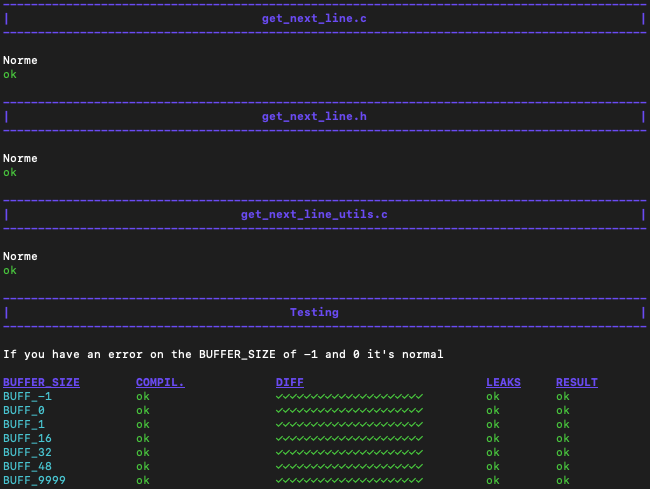 get_next_line.c
Norme
ok
get_next_line.h
Norme
ok
get_next_line_utils.c
Norme
ok
Testing
If you have an error on the BUFFER_SIZE of -1 and 0 it's normal
BUFFER_SIZE COMPIL. DIFF LEAKS RESULT
BUFF_-1 ok ✓✓✓✓✓✓✓✓✓✓✓✓✓✓✓✓✓✓✓✓✓ ok ok
BUFF_0 ok ✓✓✓✓✓✓✓✓✓✓✓✓✓✓✓✓✓✓✓✓✓ ok ok
BUFF_1 ok ✓✓✓✓✓✓✓✓✓✓✓✓✓✓✓✓✓✓✓✓✓ ok ok
BUFF_16 ok ✓✓✓✓✓✓✓✓✓✓✓✓✓✓✓✓✓✓✓✓✓ ok ok
BUFF_32 ok ✓✓✓✓✓✓✓✓✓✓✓✓✓✓✓✓✓✓✓✓✓ ok ok
BUFF_48 ok ✓✓✓✓✓✓✓✓✓✓✓✓✓✓✓✓✓✓✓✓✓ ok ok
BUFF_9999 ok ✓✓✓✓✓✓✓✓✓✓✓✓✓✓✓✓✓✓✓✓✓ ok ok